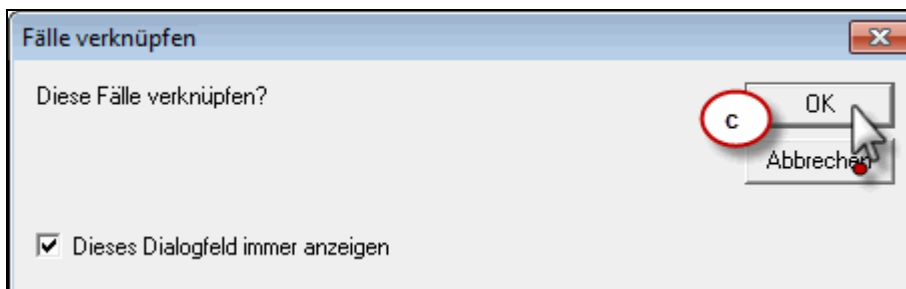 Fälle verknüpfen
Diese Fälle verknüpfen?
OK
c
Abbrechen
Dieses Dialogfeld immer anzeigen